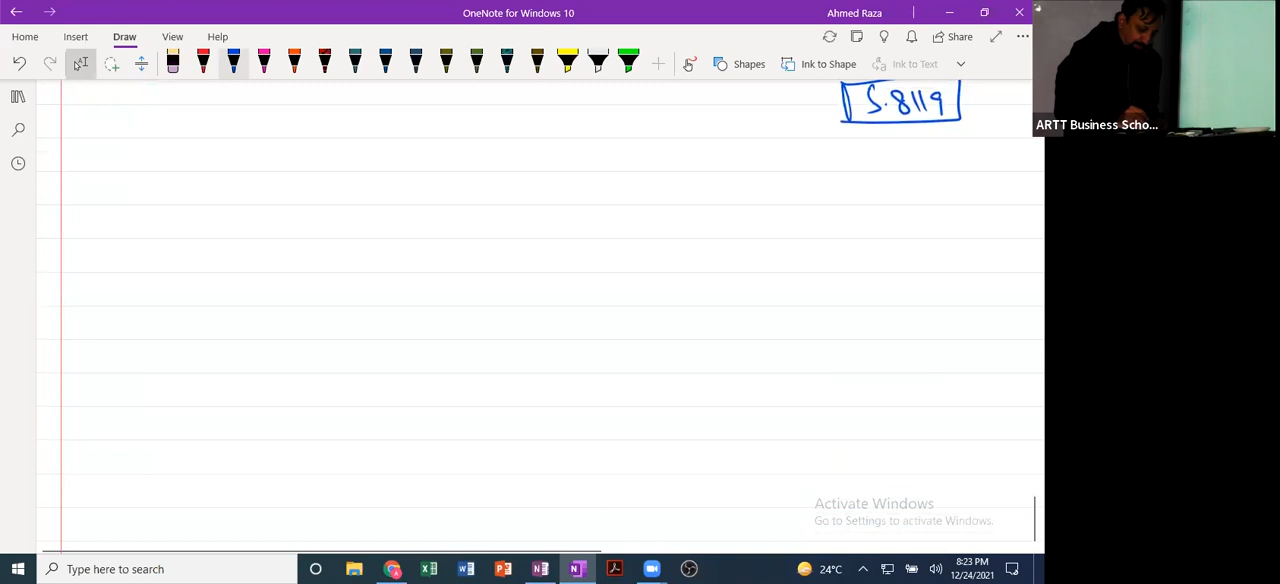 OneNote for Windows 10
Ahmed Raza
Home Insert Draw View Help
Share
Shapes Ink to Shape Ink to Text
5.8119
ARTT Business Scho...
Activate Windows
Go to Settings to activate Windows.
Type here to search
24°C
8:23 PM
12/24/2021